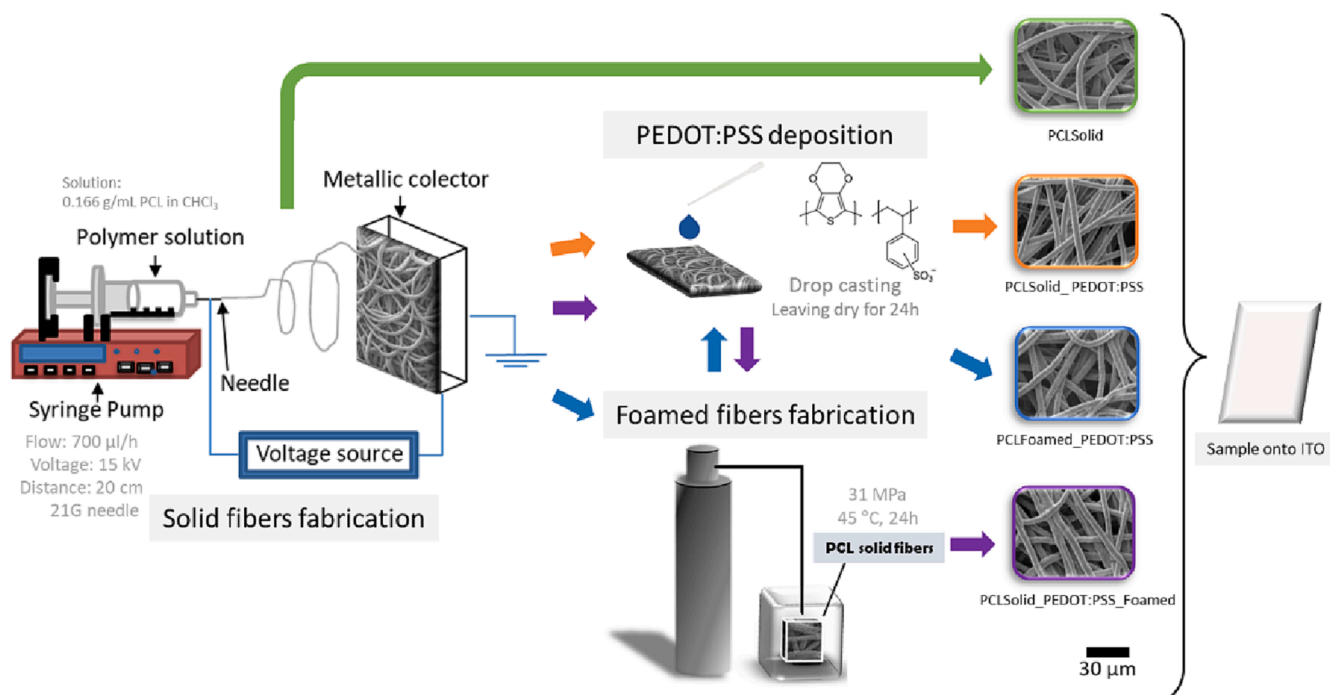 Solution:
0.166 g/mL PCL in CHCl₃
Polymer solution
Metallic colector
Needle
Syringe Pump
Flow: 700 µl/h
Voltage: 15 kV
Distance: 20 cm
21G needle
Voltage source
Solid fibers fabrication
PEDOT:PSS deposition
O
O
S
SO₃⁻
Drop casting
Leaving dry for 24h
Foamed fibers fabrication
31 MPa
45 °C, 24h
PCL solid fibers
PCLSolid
PCLSolid_ PEDOT:PSS
PCLFoamed_PEDOT:PSS
PCLSolid_PEDOT:PSS_Foamed
30 µm
Sample onto ITO